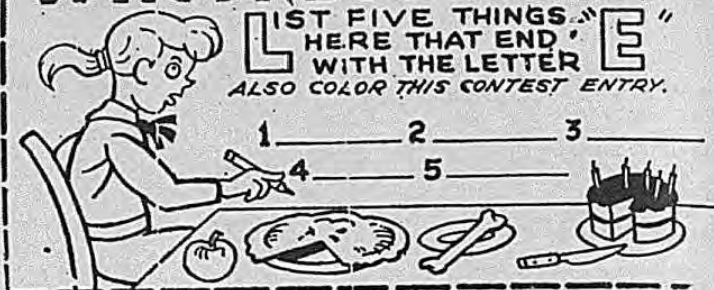 LIST FIVE THINGS "E"
HERE THAT END
WITH THE LETTER
ALSO COLOR THIS CONTEST ENTRY.
1 2 3
4 5